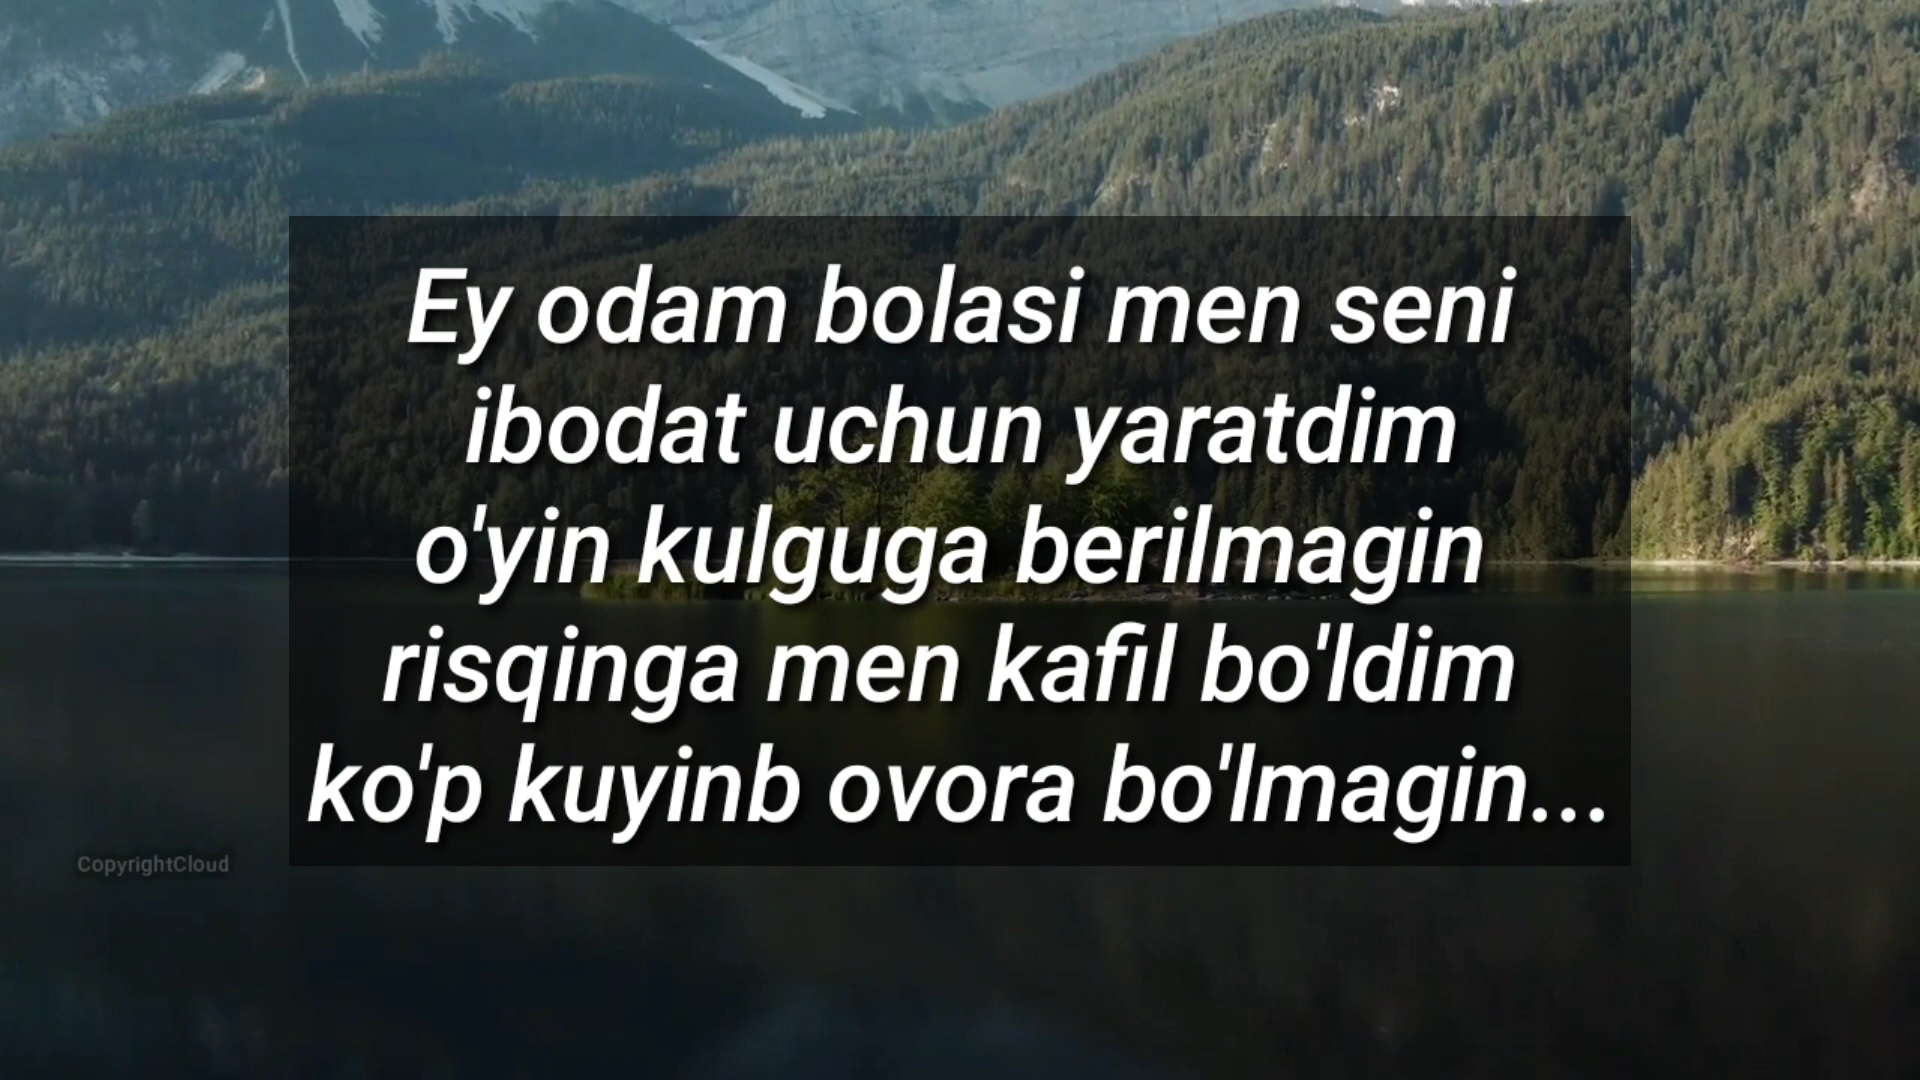 Ey odam bolasi men seni
ibodat uchun yaratdim
o'yin kulguga berilmagin
risqinga men kafil bo'ldim
ko'p kuyinb ovora bo'lmagin...
CopyrightCloud